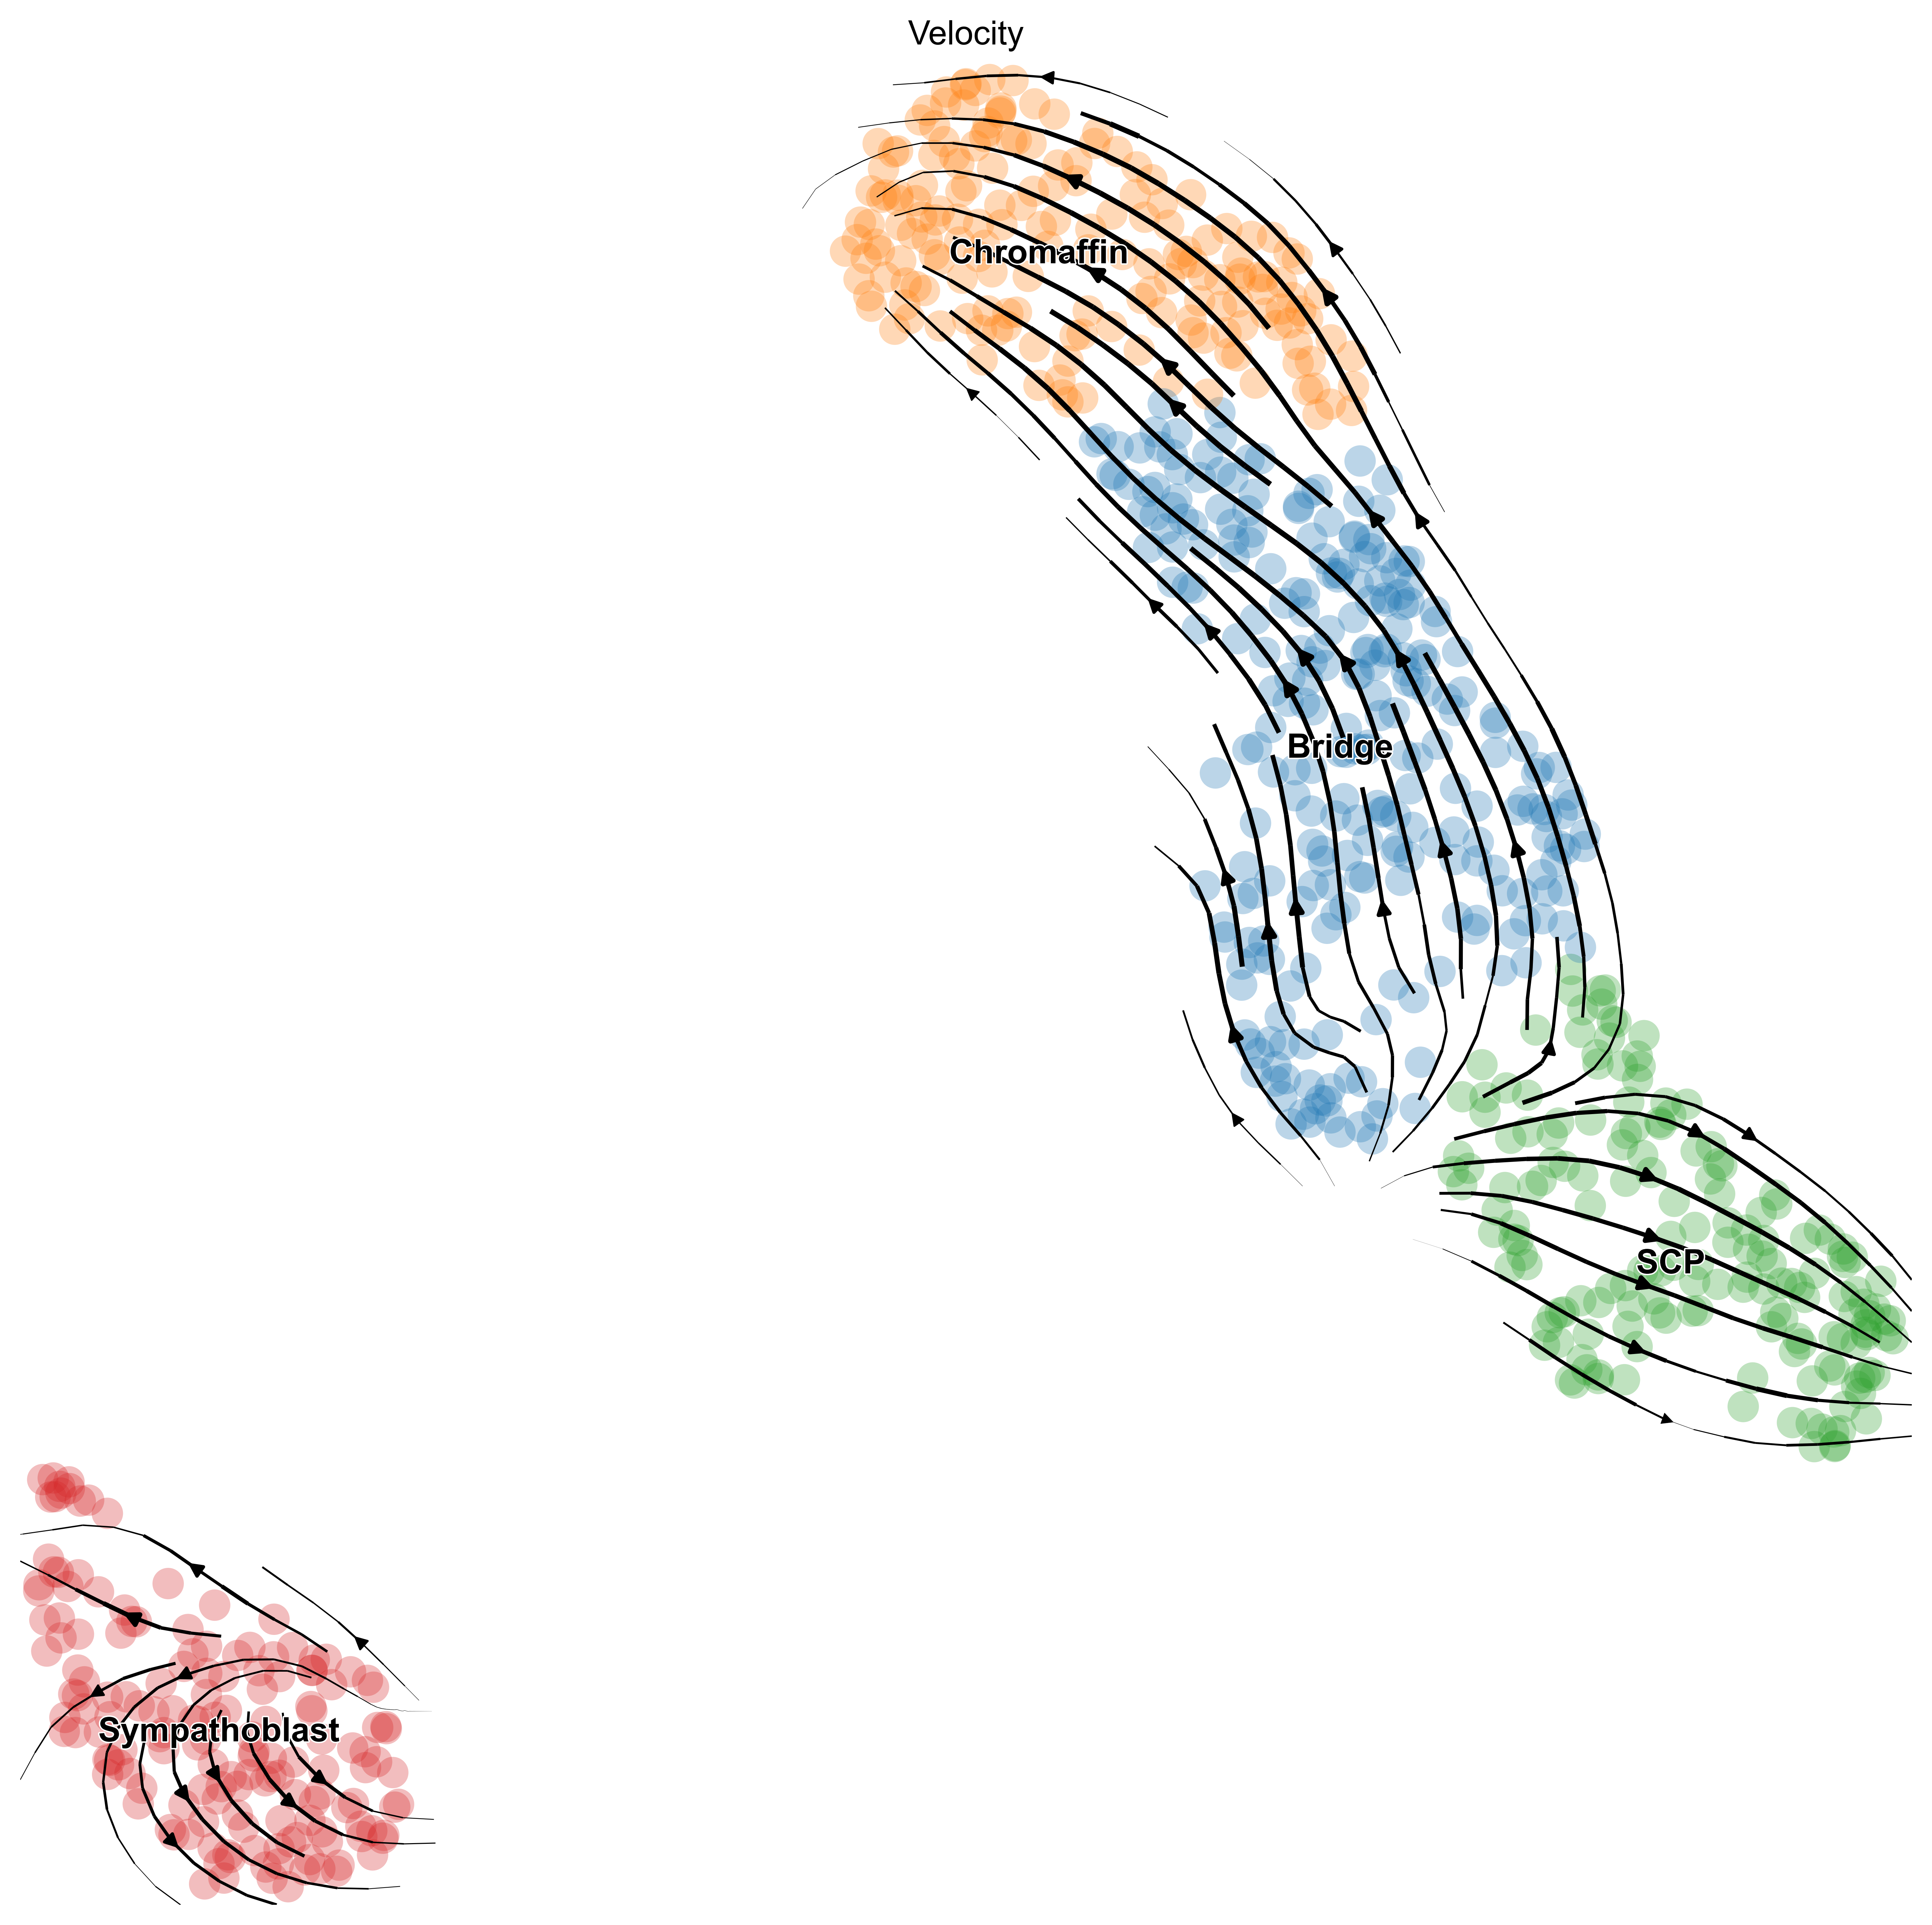 Velocity
Chromaffin
Bridge
SCP
Sympathoblast